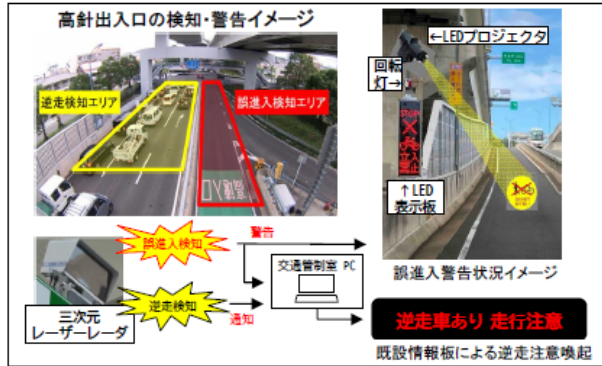 高針出入口の検知・警告イメージ
逆走検知エリア
誤進入検知エリア
←LEDプロジェクタ
回転
灯→
STOP
立入
禁止
↑LED
表示板
誤進入警告状況イメージ
誤進入検知
警告
逆走検知
通知
三次元
レーザーレーダ
交通管制室 PC
逆走車あり 走行注意
既設情報板による逆走注意喚起